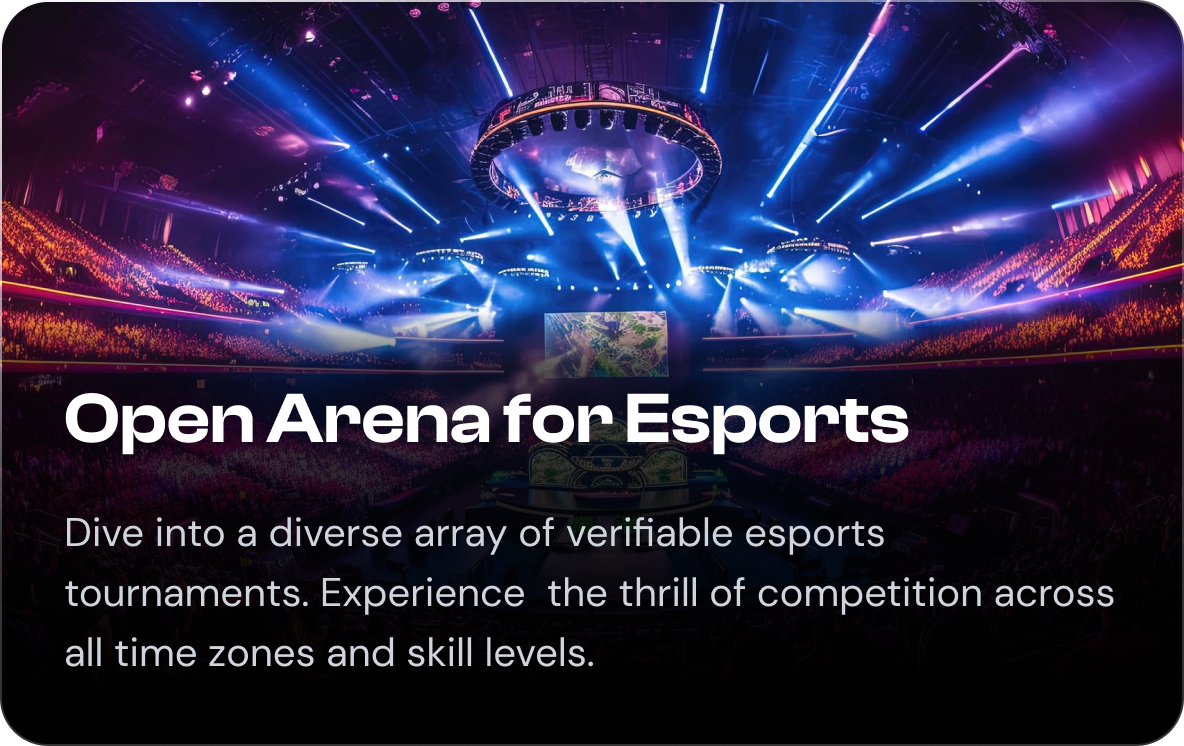 Open Arena for Esports
Dive into a diverse array of verifiable esports
tournaments. Experience  the thrill of competition across
all time zones and skill levels.